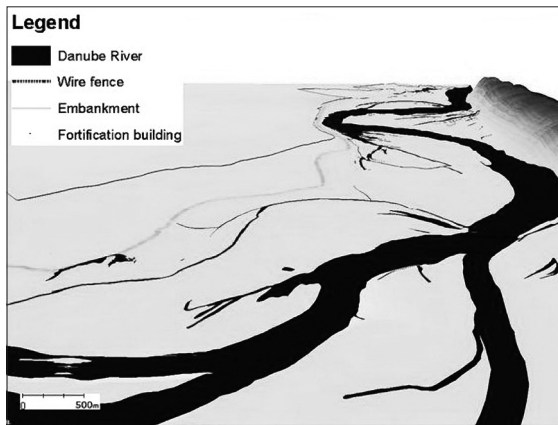 Legend
Danube River
Wire fence
Embankment
Fortification building
0 500m